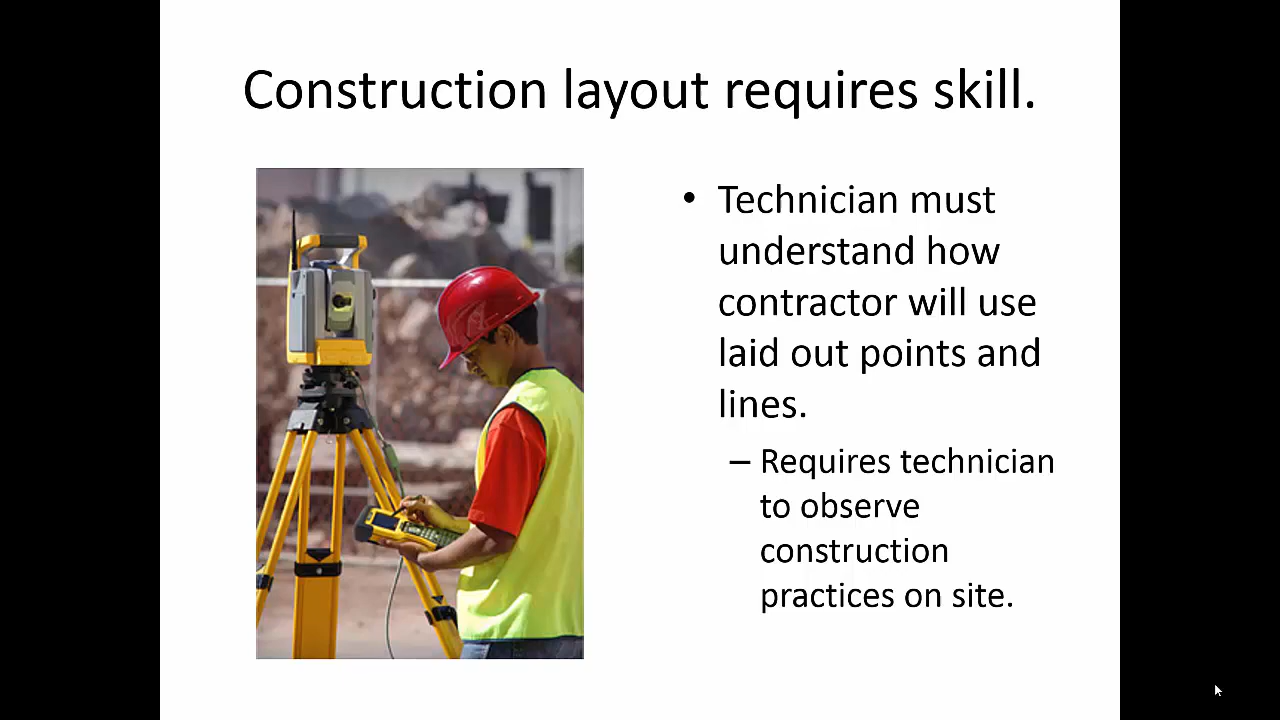 Construction layout requires skill.
• Technician must
understand how
contractor will use
laid out points and
lines.
– Requires technician
to observe
construction
practices on site.